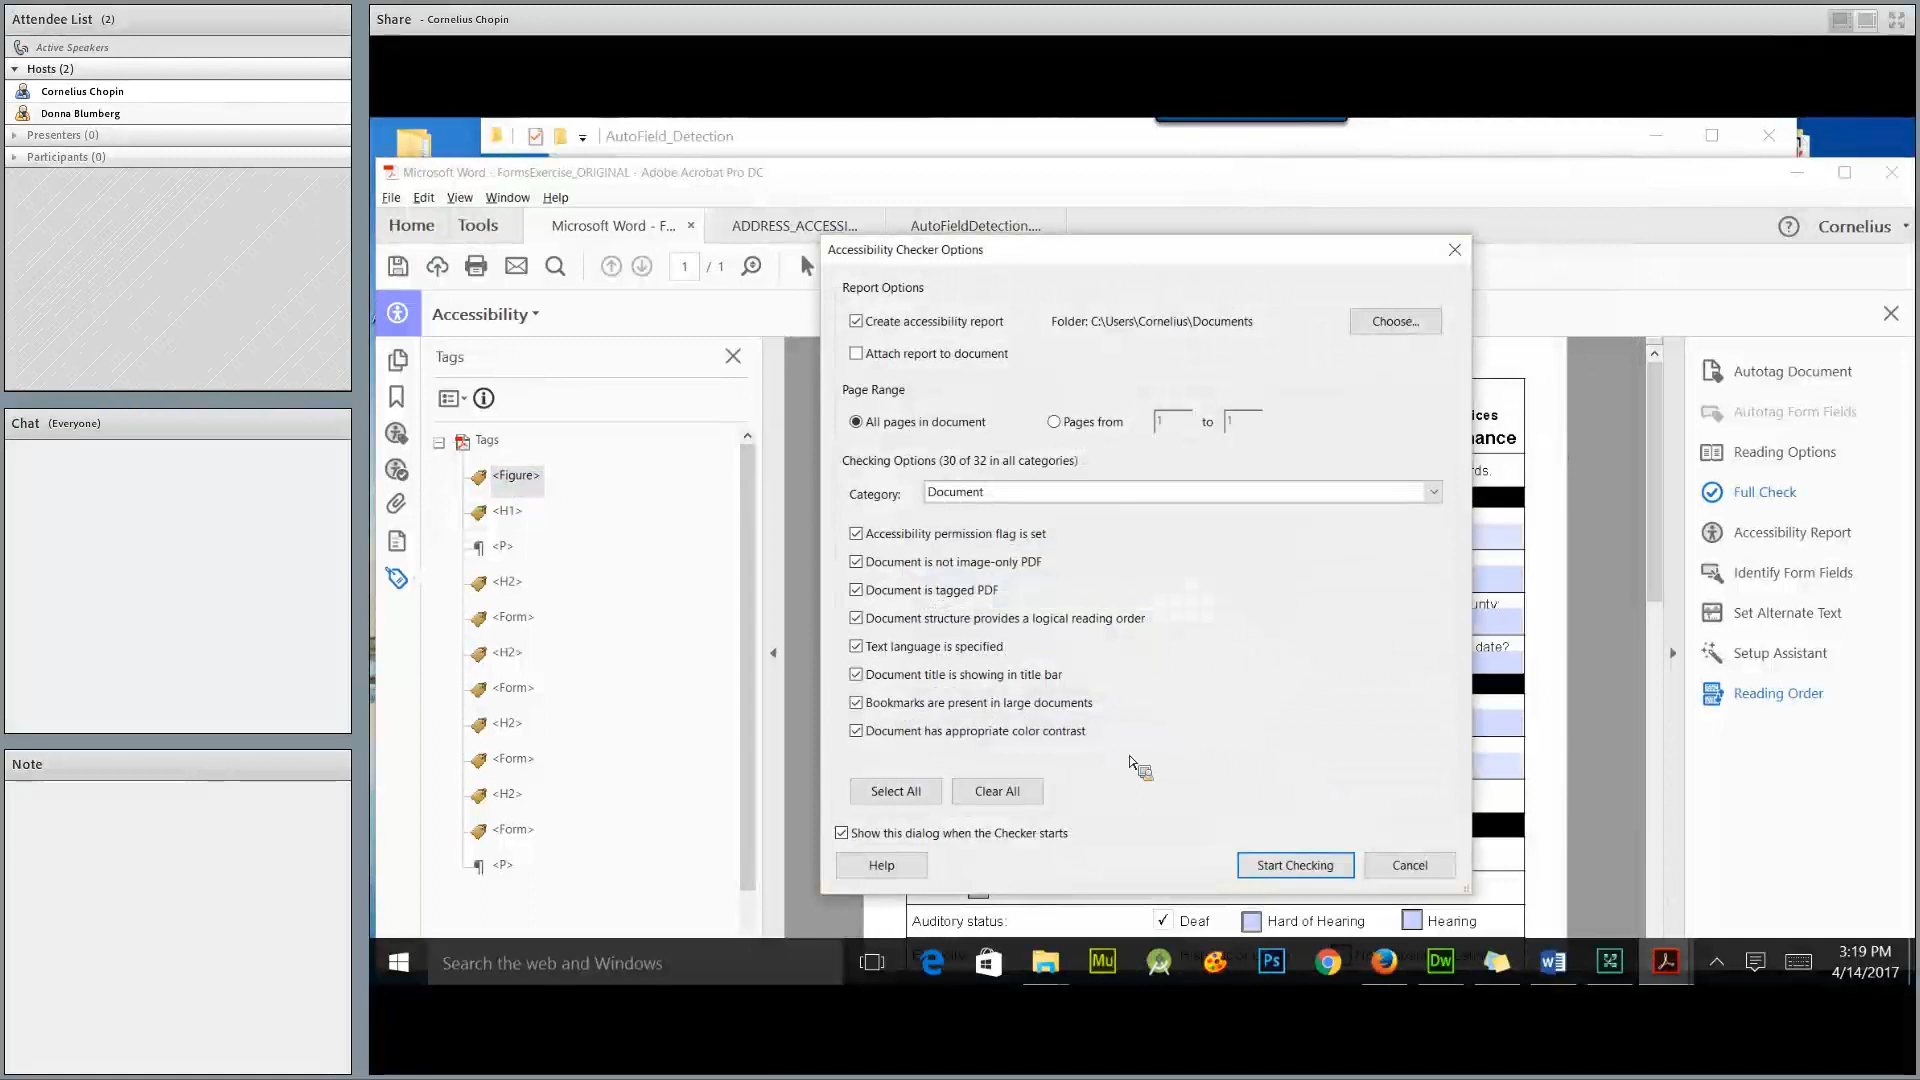 Attendee List (2)
Active Speakers
Hosts (2)
Cornelius Chopin
Donna Blumberg
Presenters (0)
Participants (0)
Chat (Everyone)
Note
Share - Cornelius Chopin
AutoField_Detection
Microsoft Word - FormsExercise_ORIGINAL - Adobe Acrobat Pro DC
File Edit View Window Help
Home Tools Microsoft Word - F... × ADDRESS_ACCESSI... AutoFieldDetection.... Cornelius
1 / 1
Accessibility
Tags
Tags
<Figure>
<H1>
<P>
<H2>
<Form>
<H2>
<Form>
<H2>
<Form>
<H2>
<Form>
<P>
Accessibility Checker Options
Report Options
Create accessibility report Folder: C:\Users\Cornelius\Documents Choose...
Attach report to document
Page Range
All pages in document Pages from 1 to 1
Checking Options (30 of 32 in all categories)
Category: Document
Accessibility permission flag is set
Document is not image-only PDF
Document is tagged PDF
Document structure provides a logical reading order
Text language is specified
Document title is showing in title bar
Bookmarks are present in large documents
Document has appropriate color contrast
Select All Clear All
Show this dialog when the Checker starts
Help Start Checking Cancel
ices
nance
rds.
unty:
date?
Auditory status: Deaf Hard of Hearing Hearing
Autotag Document
Autotag Form Fields
Reading Options
Full Check
Accessibility Report
Identify Form Fields
Set Alternate Text
Setup Assistant
Reading Order
Search the web and Windows
Mu
Ps
Dw
3:19 PM
4/14/2017